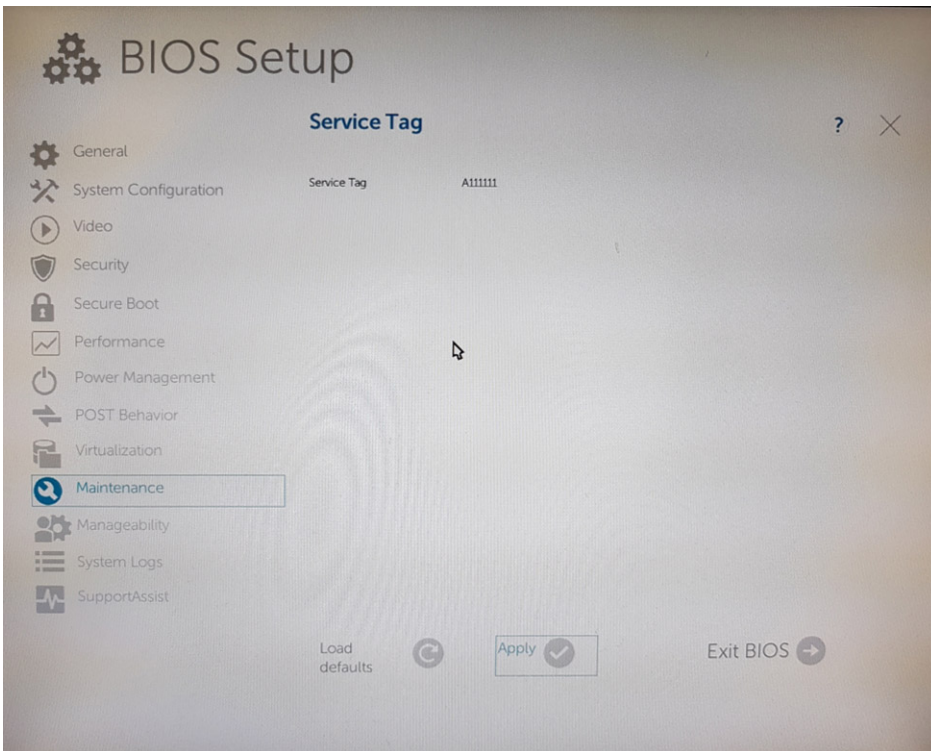 BIOS Setup
Service Tag
?
General
System Configuration
Video
Security
Secure Boot
Performance
Power Management
POST Behavior
Virtualization
Maintenance
Manageability
System Logs
SupportAssist
Service Tag A111111
Load
defaults
Apply
Exit BIOS